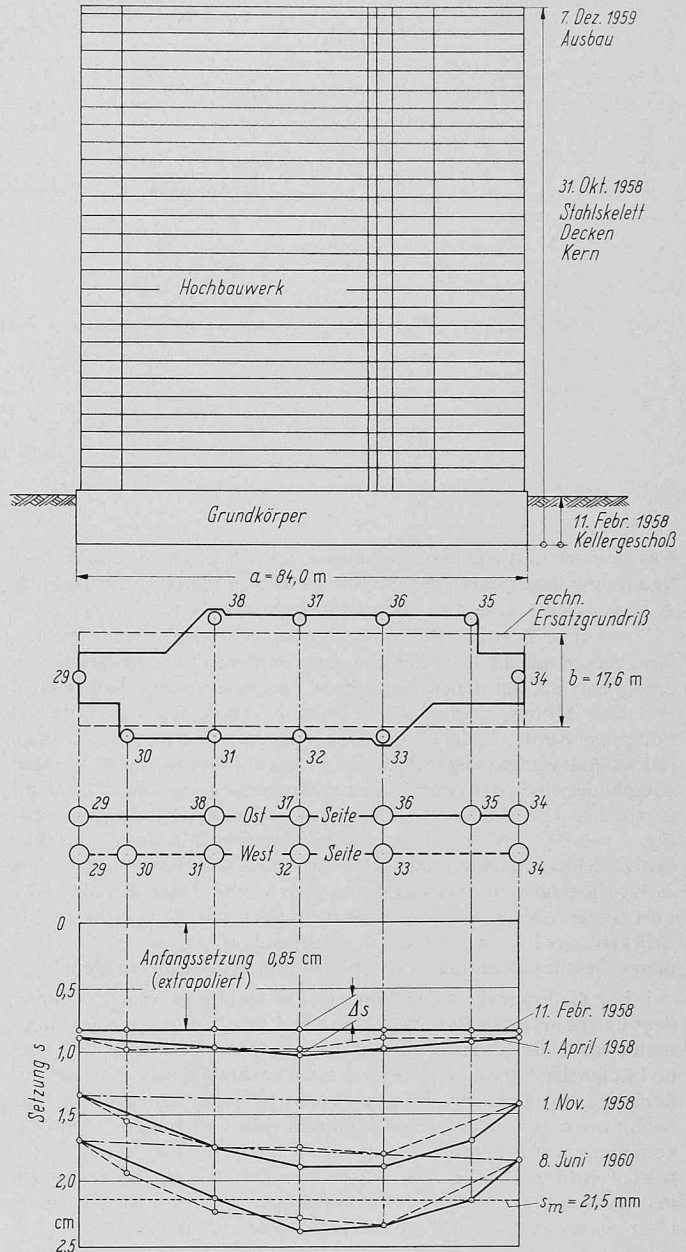 7. Dez. 1959
Ausbau
31. Okt. 1958
Stahlskelett
Decken
Kern
Hochbauwerk
Grundkörper
11. Febr. 1958
Kellergeschoß
a = 84,0 m
38 37 36 35
rechn.
Ersatzgrundriß
29 34
b = 17,6 m
30 31 32 33
29 38 37 36 35 34
Ost Seite
West Seite
29 30 31 32 33 34
0
Anfangssetzung 0,85 cm
(extrapoliert)
0,5
Δs
11. Febr. 1958
1,0
1. April 1958
Setzung s
1. Nov. 1958
1,5
8. Juni 1960
2,0
sm = 21,5 mm
cm
2,5